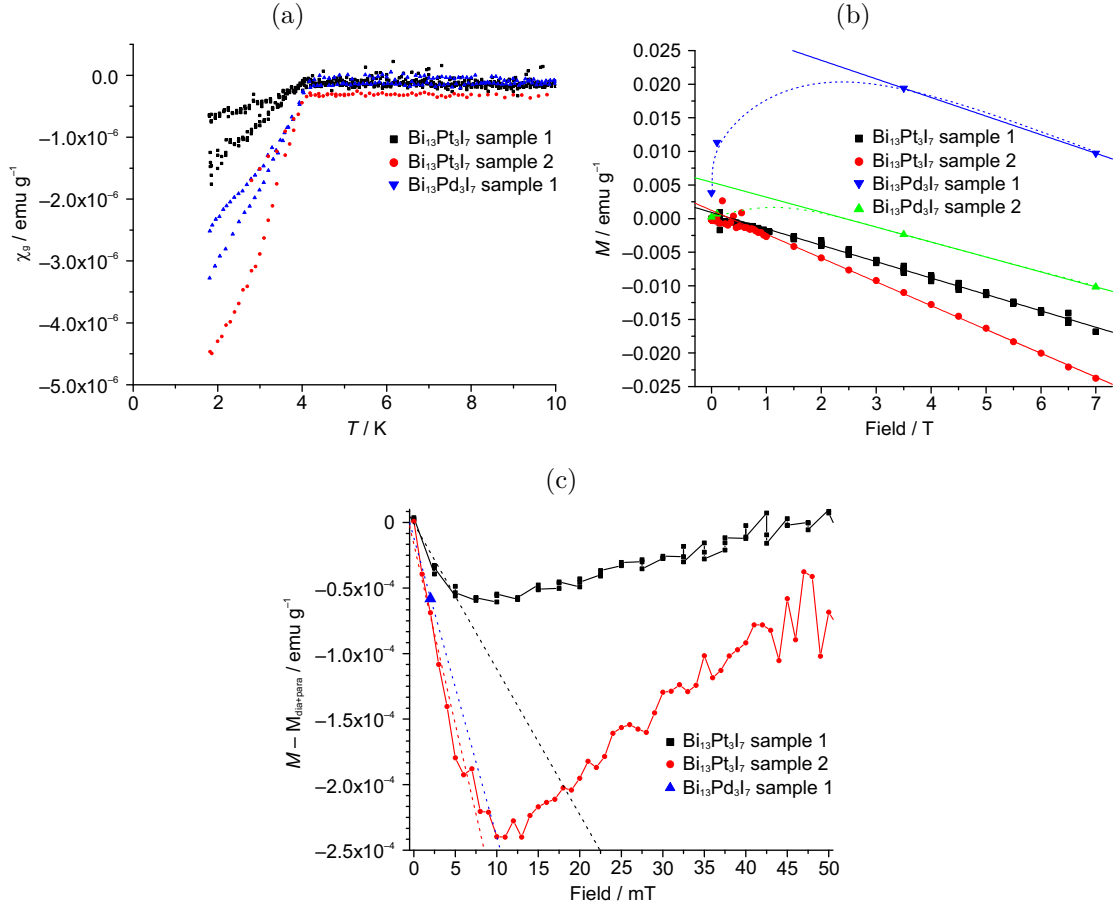 (a)
0.0
−1.0x10⁻⁶
−2.0x10⁻⁶
−3.0x10⁻⁶
−4.0x10⁻⁶
−5.0x10⁻⁶
χg / emu g⁻¹
Bi₁₃Pt₃I₇ sample 1
Bi₁₃Pt₃I₇ sample 2
Bi₁₃Pd₃I₇ sample 1
0 2 4 6 8 10
T / K
(b)
0.025
0.020
0.015
0.010
0.005
0.000
−0.005
−0.010
−0.015
−0.020
−0.025
M / emu g⁻¹
Bi₁₃Pt₃I₇ sample 1
Bi₁₃Pt₃I₇ sample 2
Bi₁₃Pd₃I₇ sample 1
Bi₁₃Pd₃I₇ sample 2
0 1 2 3 4 5 6 7
Field / T
(c)
0
−0.5x10⁻⁴
−1.0x10⁻⁴
−1.5x10⁻⁴
−2.0x10⁻⁴
−2.5x10⁻⁴
M − M dia+para / emu g⁻¹
Bi₁₃Pt₃I₇ sample 1
Bi₁₃Pt₃I₇ sample 2
Bi₁₃Pd₃I₇ sample 1
0 5 10 15 20 25 30 35 40 45 50
Field / mT